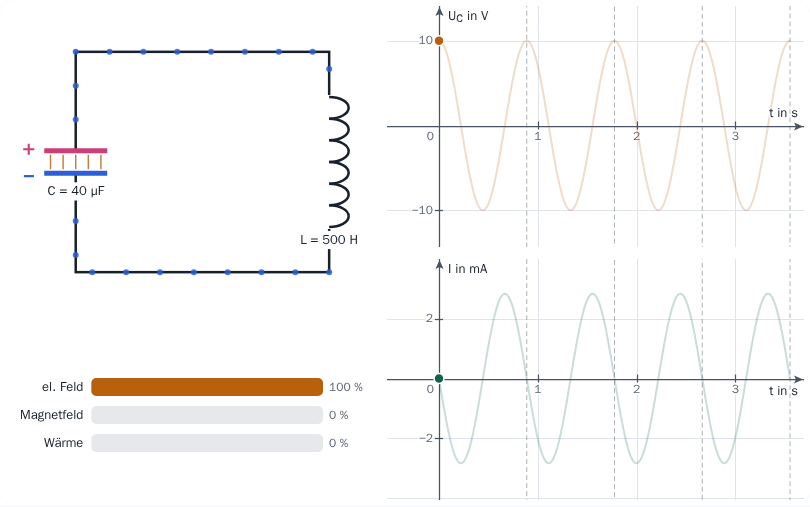 +
−
C = 40 µF
L = 500 H
el. Feld 100 %
Magnetfeld 0 %
Wärme 0 %
U_C in V
10
0
−10
1 2 3
t in s
I in mA
2
0
−2
1 2 3
t in s